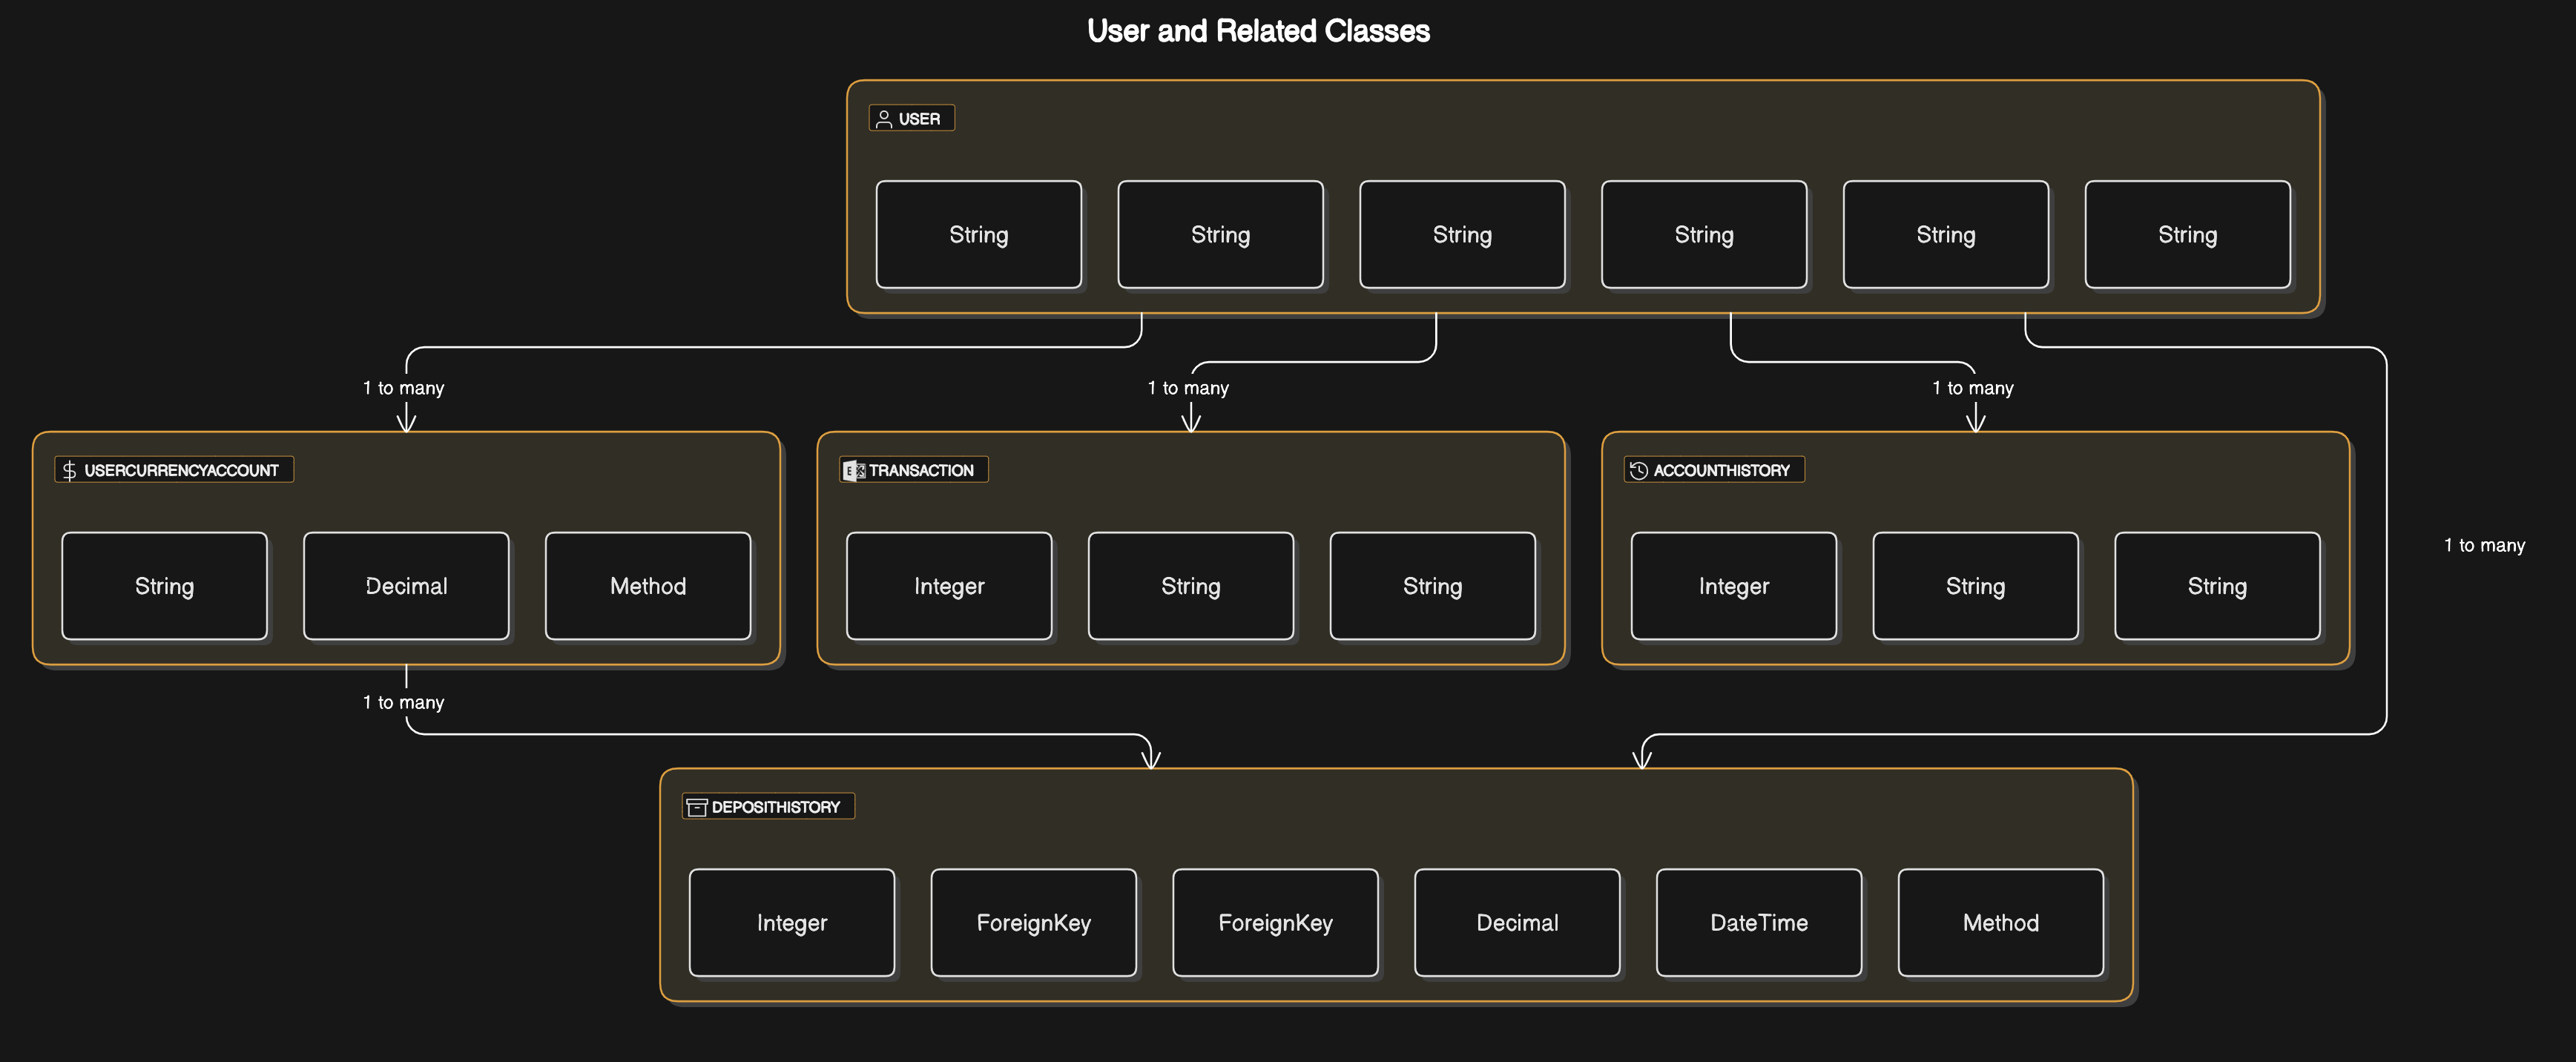 User and Related Classes
USER
String
String
String
String
String
String
1 to many
1 to many
1 to many
USERCURRENCYACCOUNT
TRANSACTION
ACCOUNTHISTORY
1 to many
String
Decimal
Method
Integer
String
String
Integer
String
String
1 to many
DEPOSITHISTORY
Integer
ForeignKey
ForeignKey
Decimal
DateTime
Method